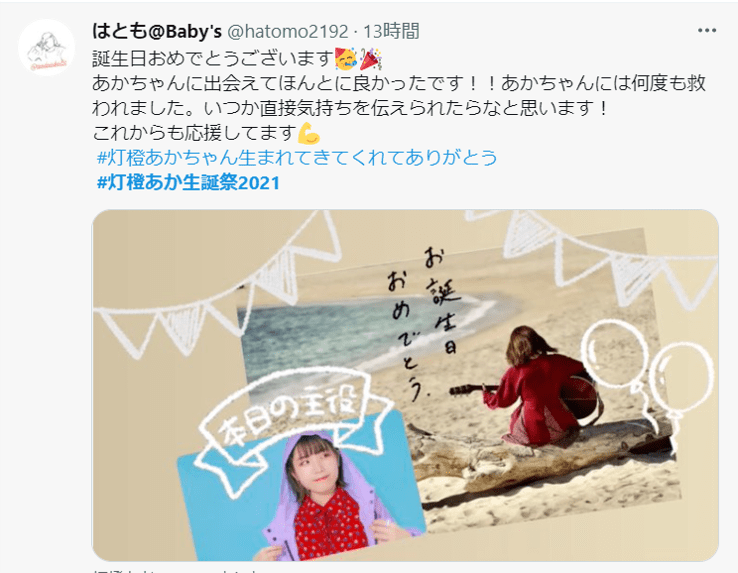 はとも@Baby's @hatomo2192 · 13時間
誕生日おめでとうございます🥳🎉
あかちゃんに出会えてほんとに良かったです！！あかちゃんには何度も救
われました。いつか直接気持ちを伝えられたらなと思います！
これからも応援してます💪
#灯橙あかちゃん生まれてきてくれてありがとう
#灯橙あか生誕祭2021
お誕生日
おめでとう.
本日の主役